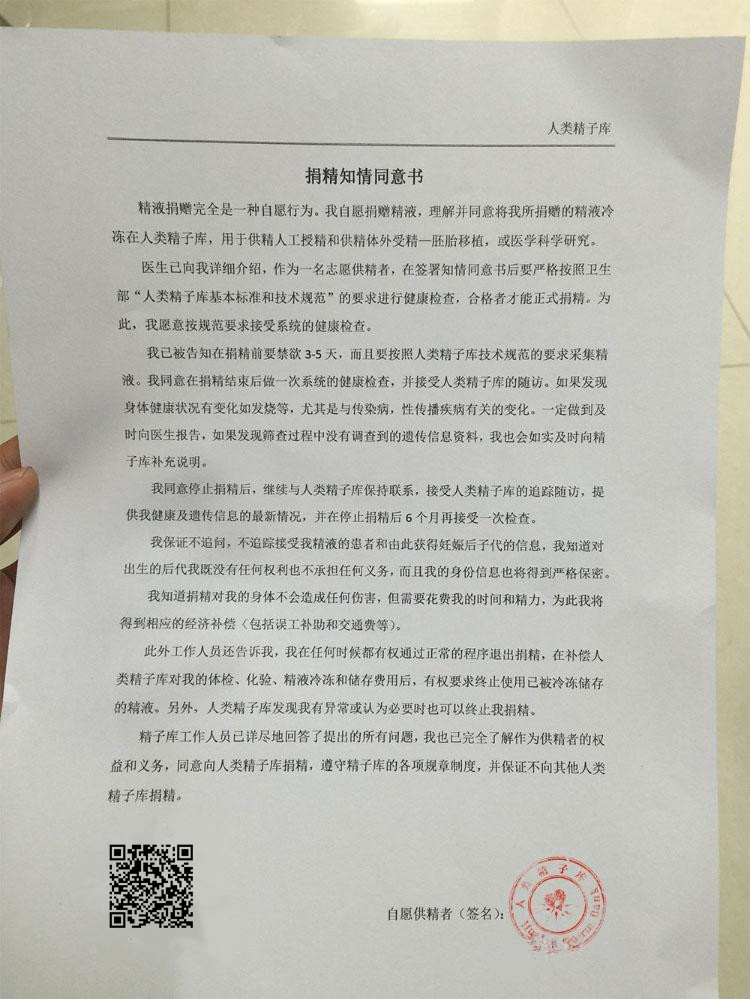 人类精子库
捐精知情同意书
精液捐赠完全是一种自愿行为。我自愿捐赠精液，理解并同意将我所捐赠的精液冷
冻在人类精子库，用于供精人工授精和供精体外受精—胚胎移植，或医学科学研究。
医生已向我详细介绍，作为一名志愿供精者，在签署知情同意书后要严格按照卫生
部“人类精子库基本标准和技术规范”的要求进行健康检查，合格者才能正式捐精。为
此，我愿意按规范要求接受系统的健康检查。
我已被告知在捐精前要禁欲 3-5 天，而且要按照人类精子库技术规范的要求采集精
液。我同意在捐精结束后做一次系统的健康检查，并接受人类精子库的随访。如果发现
身体健康状况有变化如发烧等，尤其是与传染病，性传播疾病有关的变化。一定做到及
时向医生报告，如果发现筛查过程中没有调查到的遗传信息资料，我也会如实及时向精
子库补充说明。
我同意停止捐精后，继续与人类精子库保持联系，接受人类精子库的追踪随访，提
供我健康及遗传信息的最新情况，并在停止捐精后 6 个月再接受一次检查。
我保证不追问，不追踪接受我精液的患者和由此获得妊娠后子代的信息，我知道对
出生的后代我既没有任何权利也不承担任何义务，而且我的身份信息也将得到严格保密。
我知道捐精对我的身体不会造成任何伤害，但需要花费我的时间和精力，为此我将
得到相应的经济补偿（包括误工补助和交通费等）。
此外工作人员还告诉我，我在任何时候都有权通过正常的程序退出捐精，在补偿人
类精子库对我的体检、化验、精液冷冻和储存费用后，有权要求终止使用已被冷冻储存
的精液。另外，人类精子库发现我有异常或认为必要时也可以终止我捐精。
精子库工作人员已详尽地回答了提出的所有问题，我也已完全了解作为供精者的权
益和义务，同意向人类精子库捐精，遵守精子库的各项规章制度，并保证不向其他人类
精子库捐精。
自愿供精者（签名）：
人类精子库